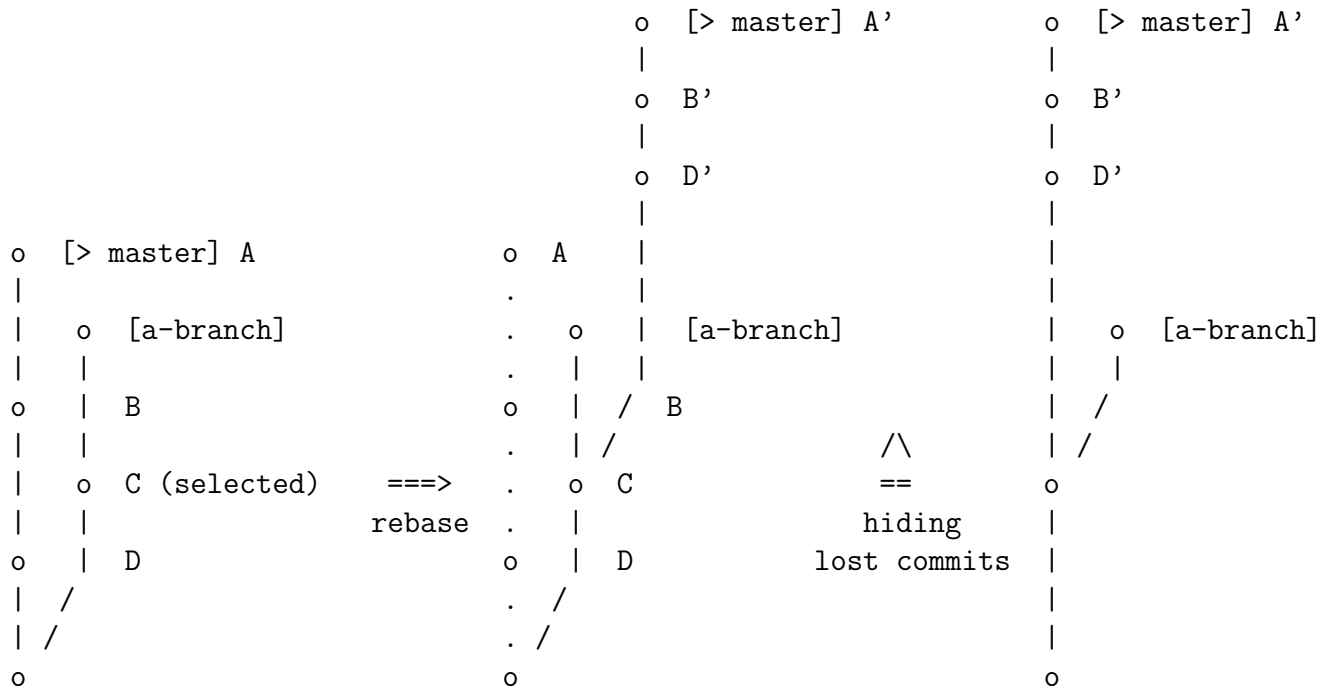 o [> master] A' o [> master] A'
| |
o B' o B'
| |
o D' o D'
| |
o [> master] A o A | |
| . | |
| o [a-branch] . o | [a-branch] | o [a-branch]
| | . | | | |
o | B o | / B | /
| | . | / /\ | /
| o C (selected) ===> . o C == o
| | rebase . | hiding |
o | D o | D lost commits |
| / . / |
| / . / |
o o o